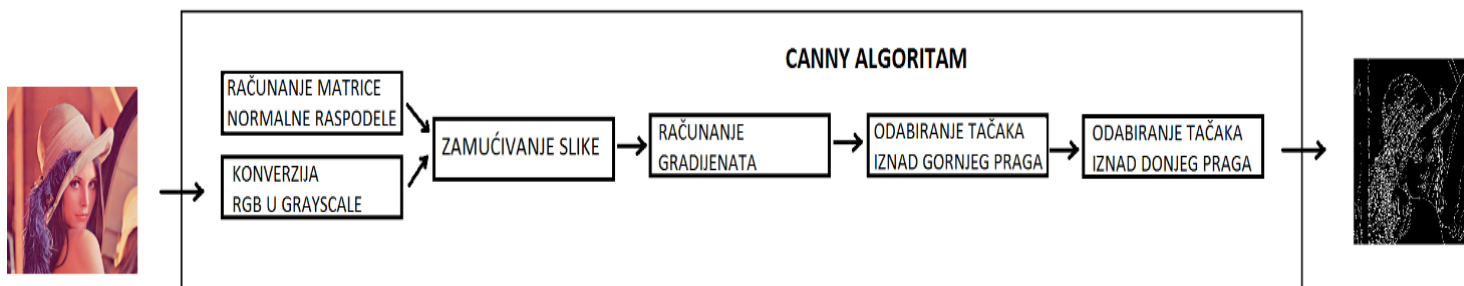 CANNY ALGORITAM
RAČUNANJE MATRICE
NORMALNE RASPODELE
KONVERZIJA
RGB U GRAYSCALE
ZAMUĆIVANJE SLIKE
RAČUNANJE
GRADIJENATA
ODABIRANJE TAČAKA
IZNAD GORNJEG PRAGA
ODABIRANJE TAČAKA
IZNAD DONJEG PRAGA